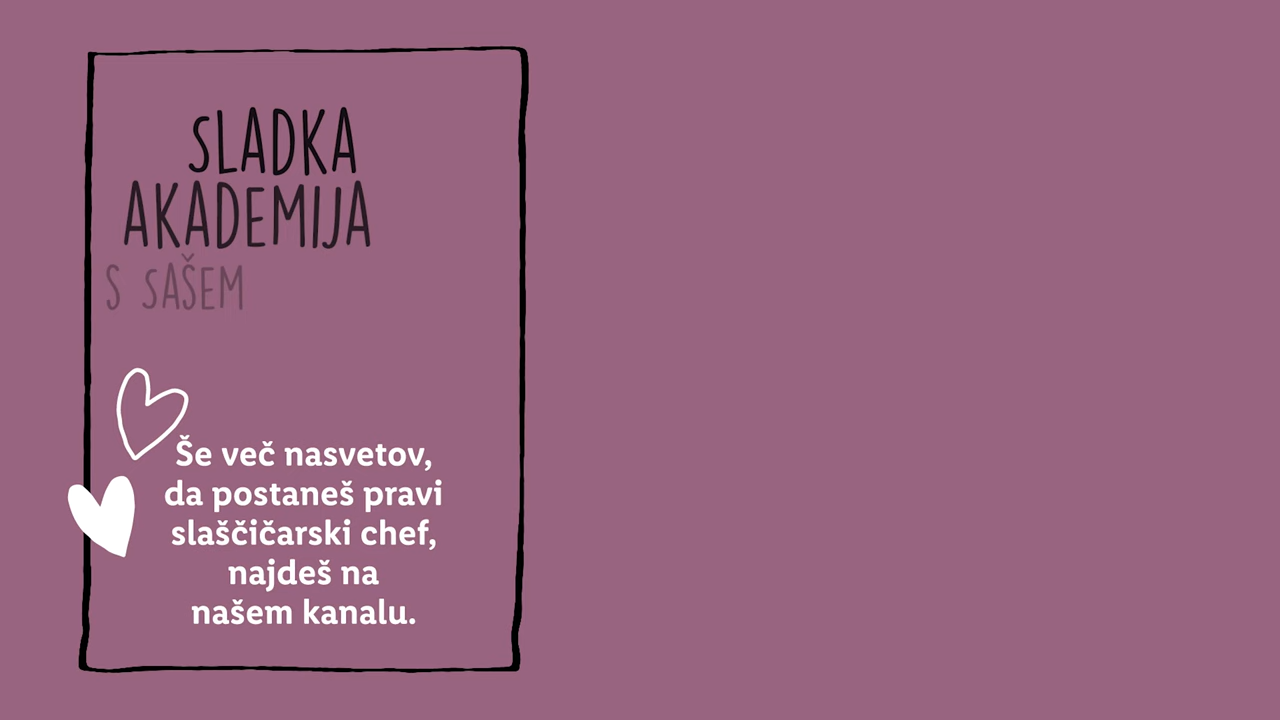 SLADKA
AKADEMIJA
S SAŠEM
Še več nasvetov,
da postaneš pravi
slaščičarski chef,
najdeš na
našem kanalu.